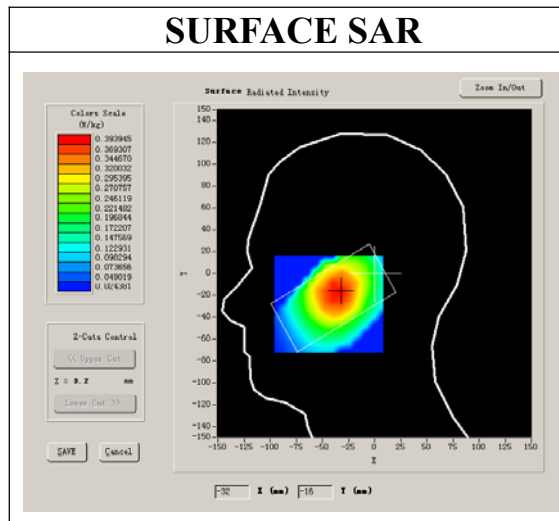 SURFACE SAR
Surface Radiated Intensity
Zoom In/Out
Colors Scale
(W/kg)
0.393945
0.369307
0.344670
0.320032
0.295395
0.270757
0.246119
0.221482
0.196844
0.172207
0.147569
0.122931
0.098294
0.073656
0.049019
0.024381
150
140
120
100
80
60
40
20
0
-20
-40
-60
-80
-100
-120
-140
-150
Y
-150 -125 -100 -75 -50 -25 0 25 50 75 100 125 150
X
Z-Cuts Control
<< Upper Cut
Z = 9.2 mm
Lower Cut >>
SAVE Cancel
-32 X (mm) -16 Y (mm)